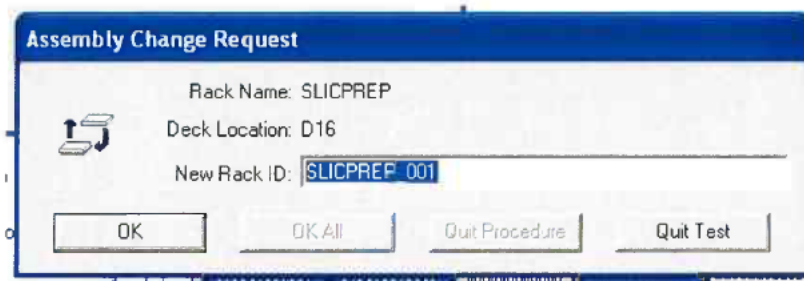 Assembly Change Request
Rack Name: SLICPREP
Deck Location: D16
New Rack ID: SLICPREP_001
OK OK All Quit Procedure Quit Test